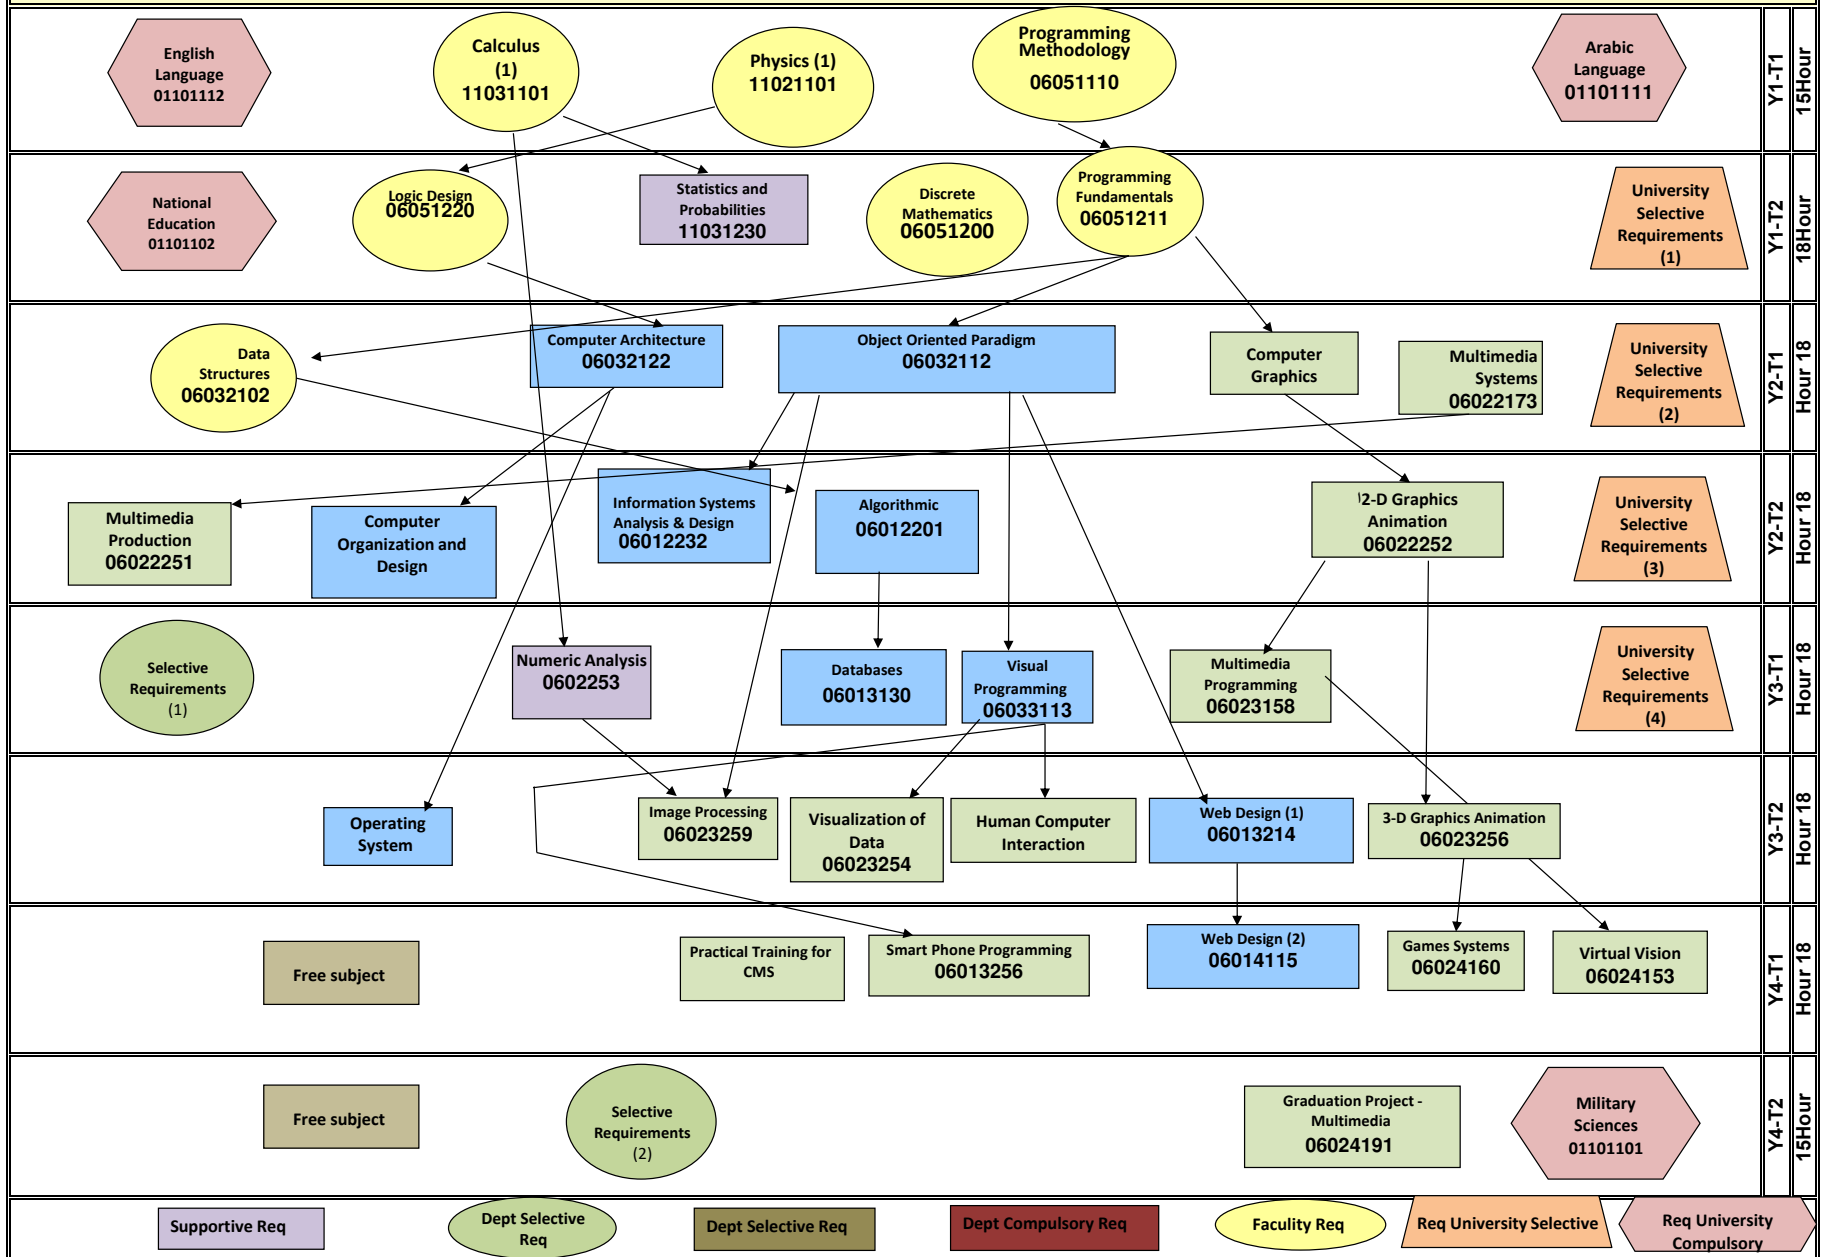 English
Language
01101112
Calculus
(1)
11031101
Physics (1)
11021101
Programming
Methodology
06051110
Arabic
Language
01101111
Y1-T1
15Hour
National
Education
01101102
Logic Design
06051220
Statistics and
Probabilities
11031230
Discrete
Mathematics
06051200
Programming
Fundamentals
06051211
University
Selective
Requirements
(1)
Y1-T2
18Hour
Data
Structures
06032102
Computer Architecture
06032122
Object Oriented Paradigm
06032112
Computer
Graphics
Multimedia
Systems
06022173
University
Selective
Requirements
(2)
Y2-T1
Hour 18
Multimedia
Production
06022251
Computer
Organization and
Design
Information Systems
Analysis & Design
06012232
Algorithmic
06012201
2-D Graphics
Animation
06022252
University
Selective
Requirements
(3)
Y2-T2
Hour 18
Selective
Requirements
(1)
Numeric Analysis
0602253
Databases
06013130
Visual
Programming
06033113
Multimedia
Programming
06023158
University
Selective
Requirements
(4)
Y3-T1
Hour 18
Operating
System
Image Processing
06023259
Visualization of
Data
06023254
Human Computer
Interaction
Web Design (1)
06013214
3-D Graphics Animation
06023256
Y3-T2
Hour 18
Free subject
Practical Training for
CMS
Smart Phone Programming
06013256
Web Design (2)
06014115
Games Systems
06024160
Virtual Vision
06024153
Y4-T1
Hour 18
Free subject
Selective
Requirements
(2)
Graduation Project -
Multimedia
06024191
Military
Sciences
01101101
Y4-T2
15Hour
Supportive Req
Dept Selective
Req
Dept Selective Req
Dept Compulsory Req
Faculty Req
Req University Selective
Req University
Compulsory